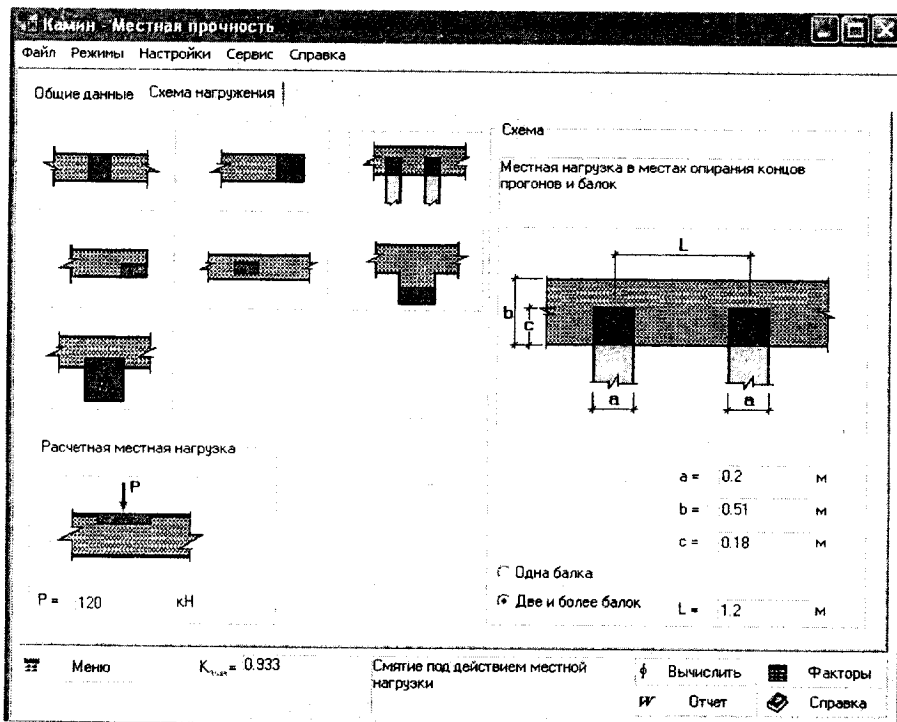 Камин - Местная прочность
Файл Режимы Настройки Сервис Справка
Общие данные Схема нагружения
Схема
Местная нагрузка в местах опирания концов
прогонов и балок
L
b
c
a
a
Расчетная местная нагрузка
P
P = 120 кН
a = 0.2 м
b = 0.51 м
c = 0.18 м
Одна балка
Две и более балок
L = 1.2 м
Меню
K = 0.933
Смятие под действием местной
нагрузки
Вычислить
Факторы
W Отчет
Справка